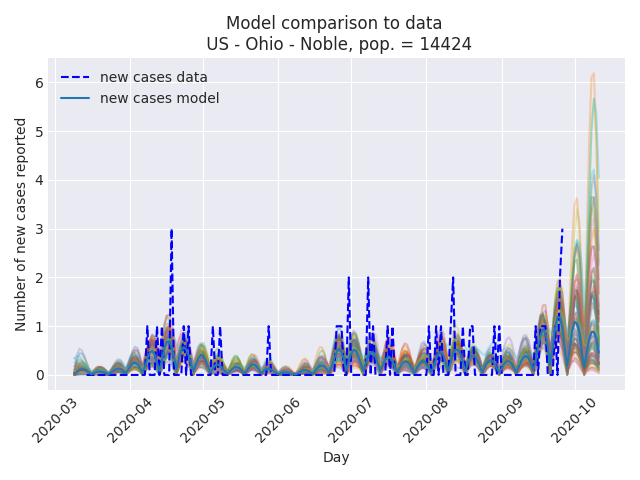 Model comparison to data
US - Ohio - Noble, pop. = 14424
new cases data
new cases model
Number of new cases reported
6
5
4
3
2
1
0
2020-03
2020-04
2020-05
2020-06
2020-07
2020-08
2020-09
2020-10
Day